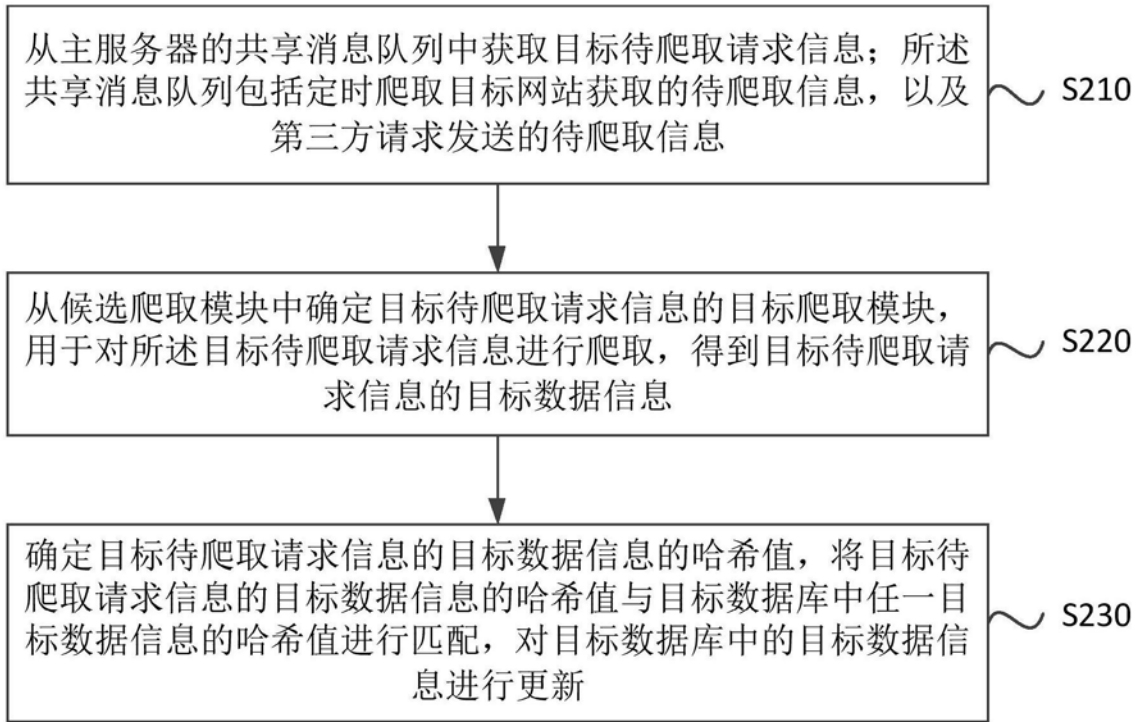 从主服务器的共享消息队列中获取目标待爬取请求信息；所述
共享消息队列包括定时爬取目标网站获取的待爬取信息，以及
第三方请求发送的待爬取信息
S210
从候选爬取模块中确定目标待爬取请求信息的目标爬取模块，
用于对所述目标待爬取请求信息进行爬取，得到目标待爬取请
求信息的目标数据信息
S220
确定目标待爬取请求信息的目标数据信息的哈希值，将目标待
爬取请求信息的目标数据信息的哈希值与目标数据库中任一目
标数据信息的哈希值进行匹配，对目标数据库中的目标数据信
息进行更新
S230